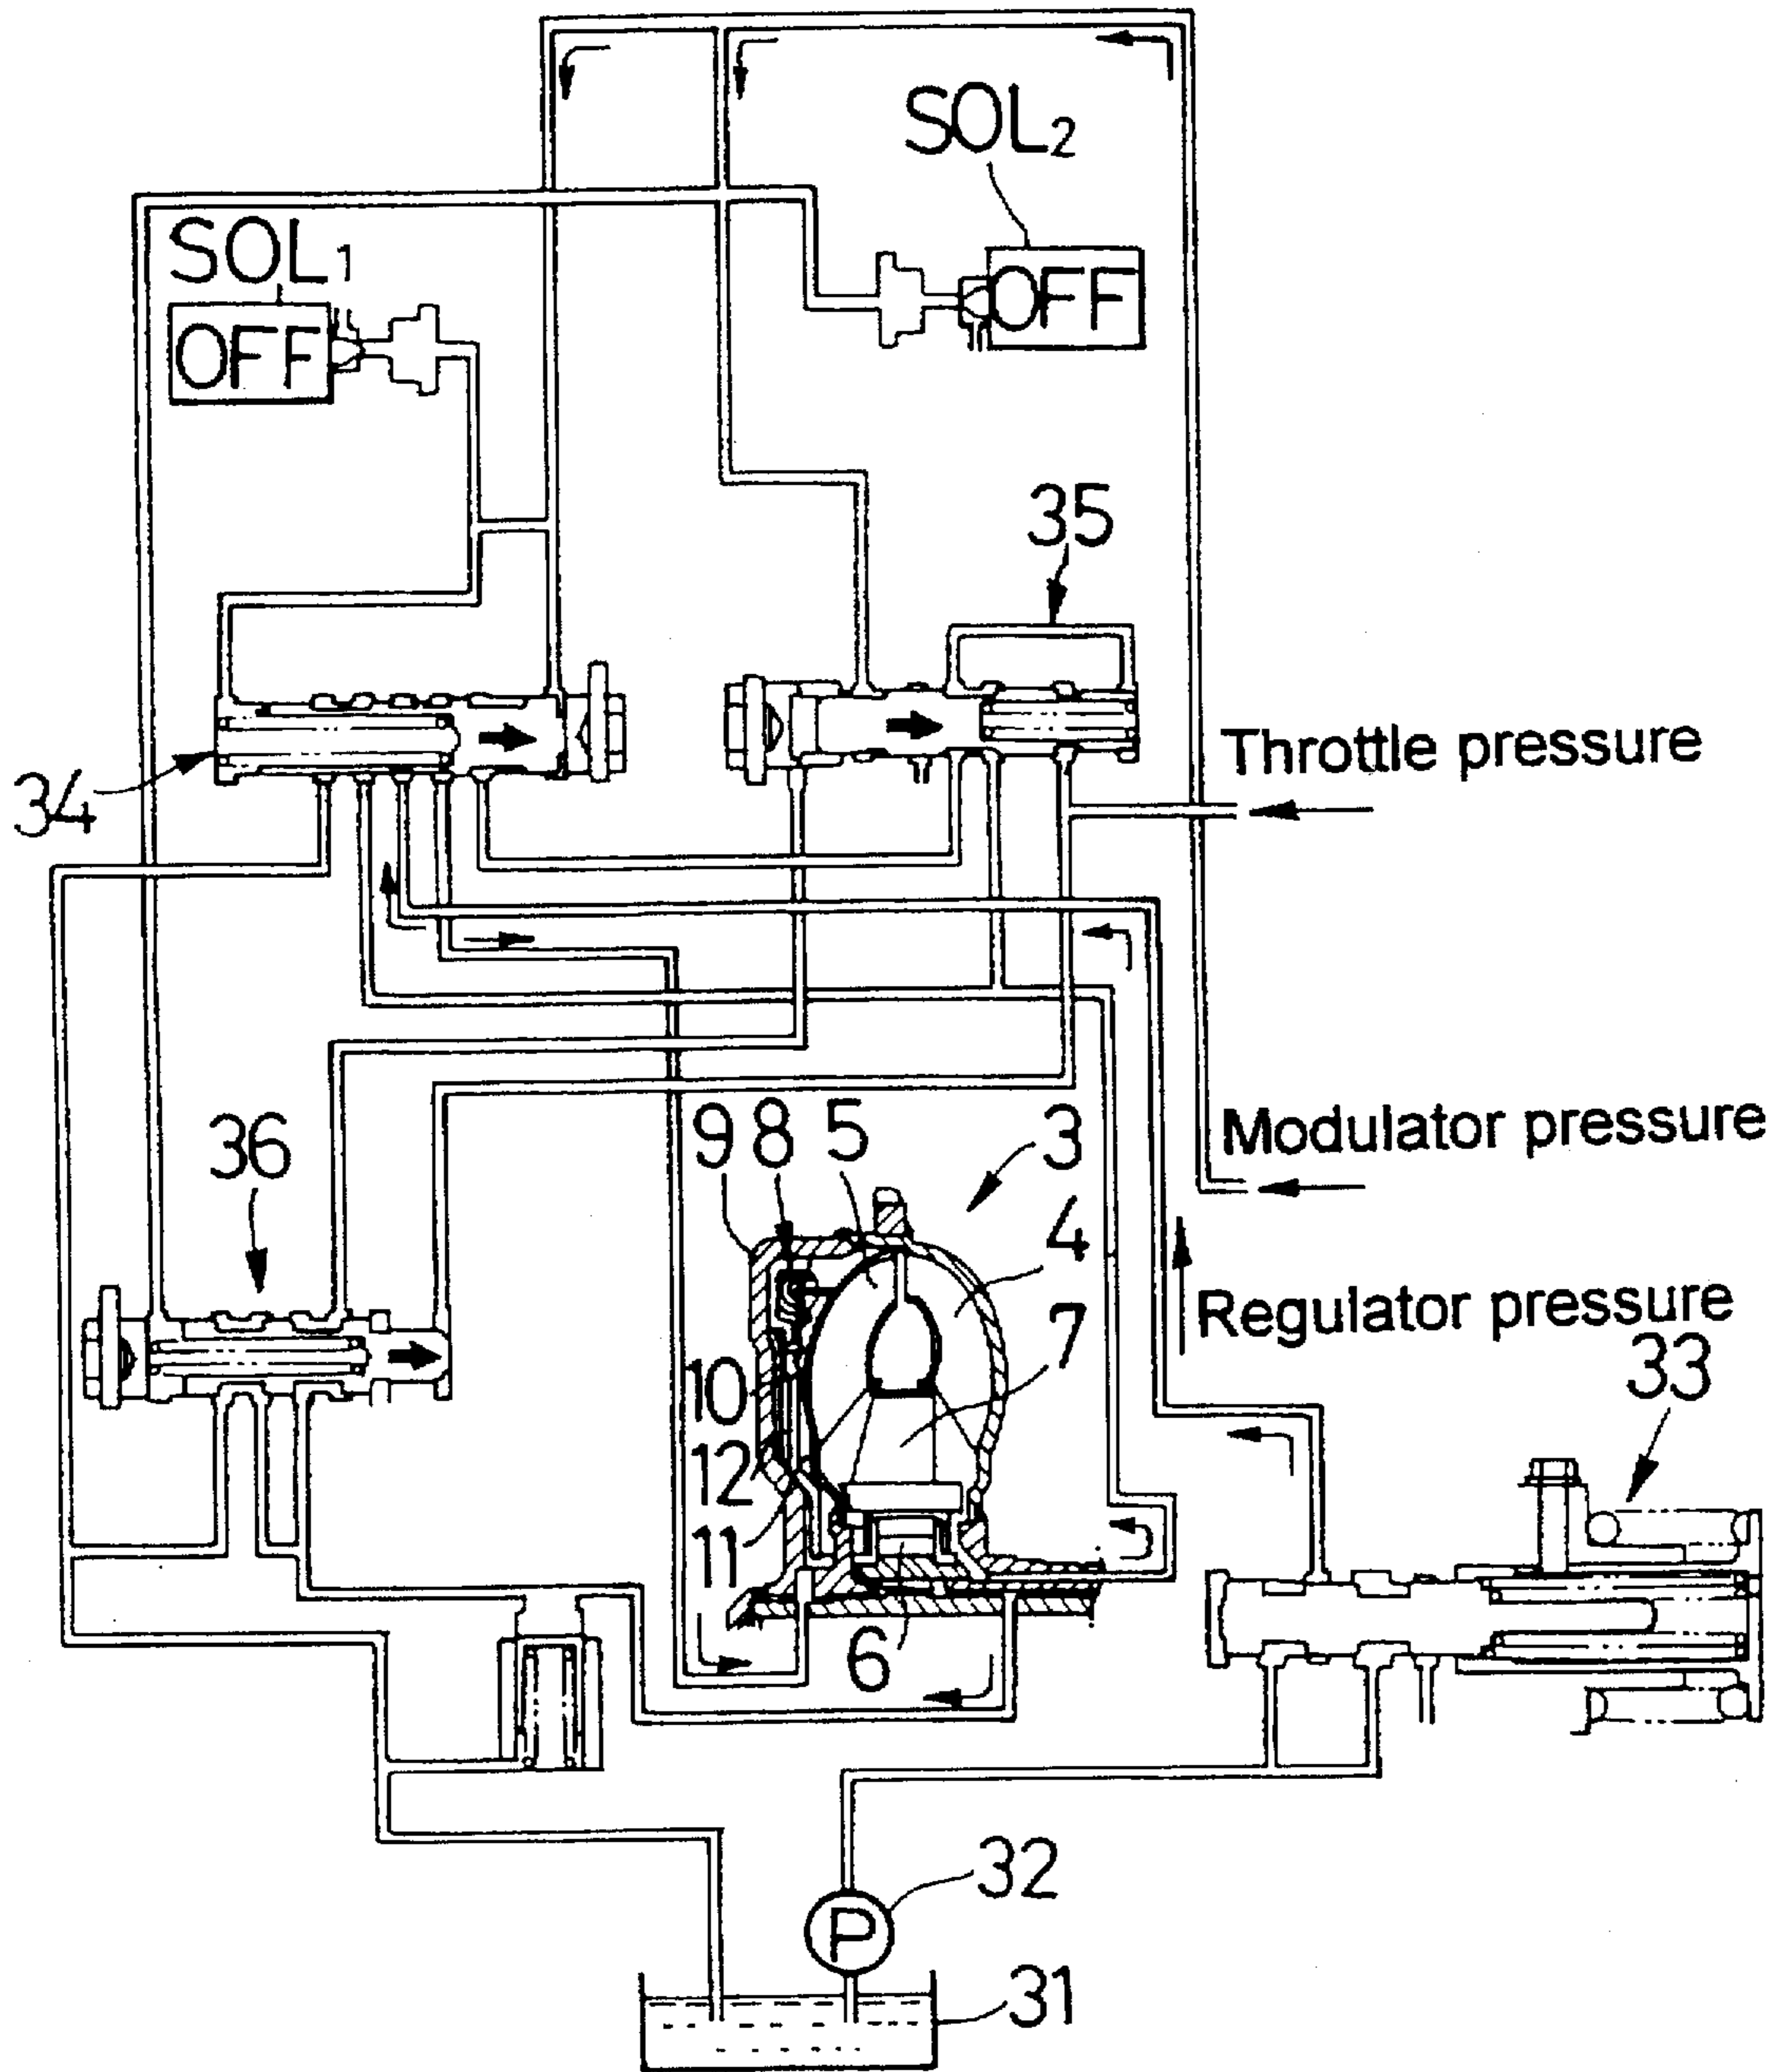 SOL2
SOL1
OFF
OFF
35
34
Throttle pressure
Modulator pressure
36
9 8 5 3
4
7
Regulator pressure
33
10
12
11
6
32
P
31